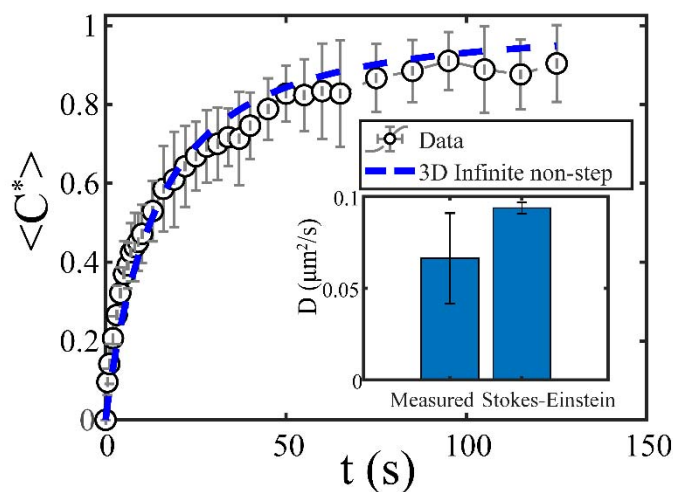 1
0.8
0.6
0.4
0.2
0
<C*>
0
50
100
150
t (s)
Data
3D Infinite non-step
0.1
0.05
0
D (μm²/s)
Measured
Stokes-Einstein